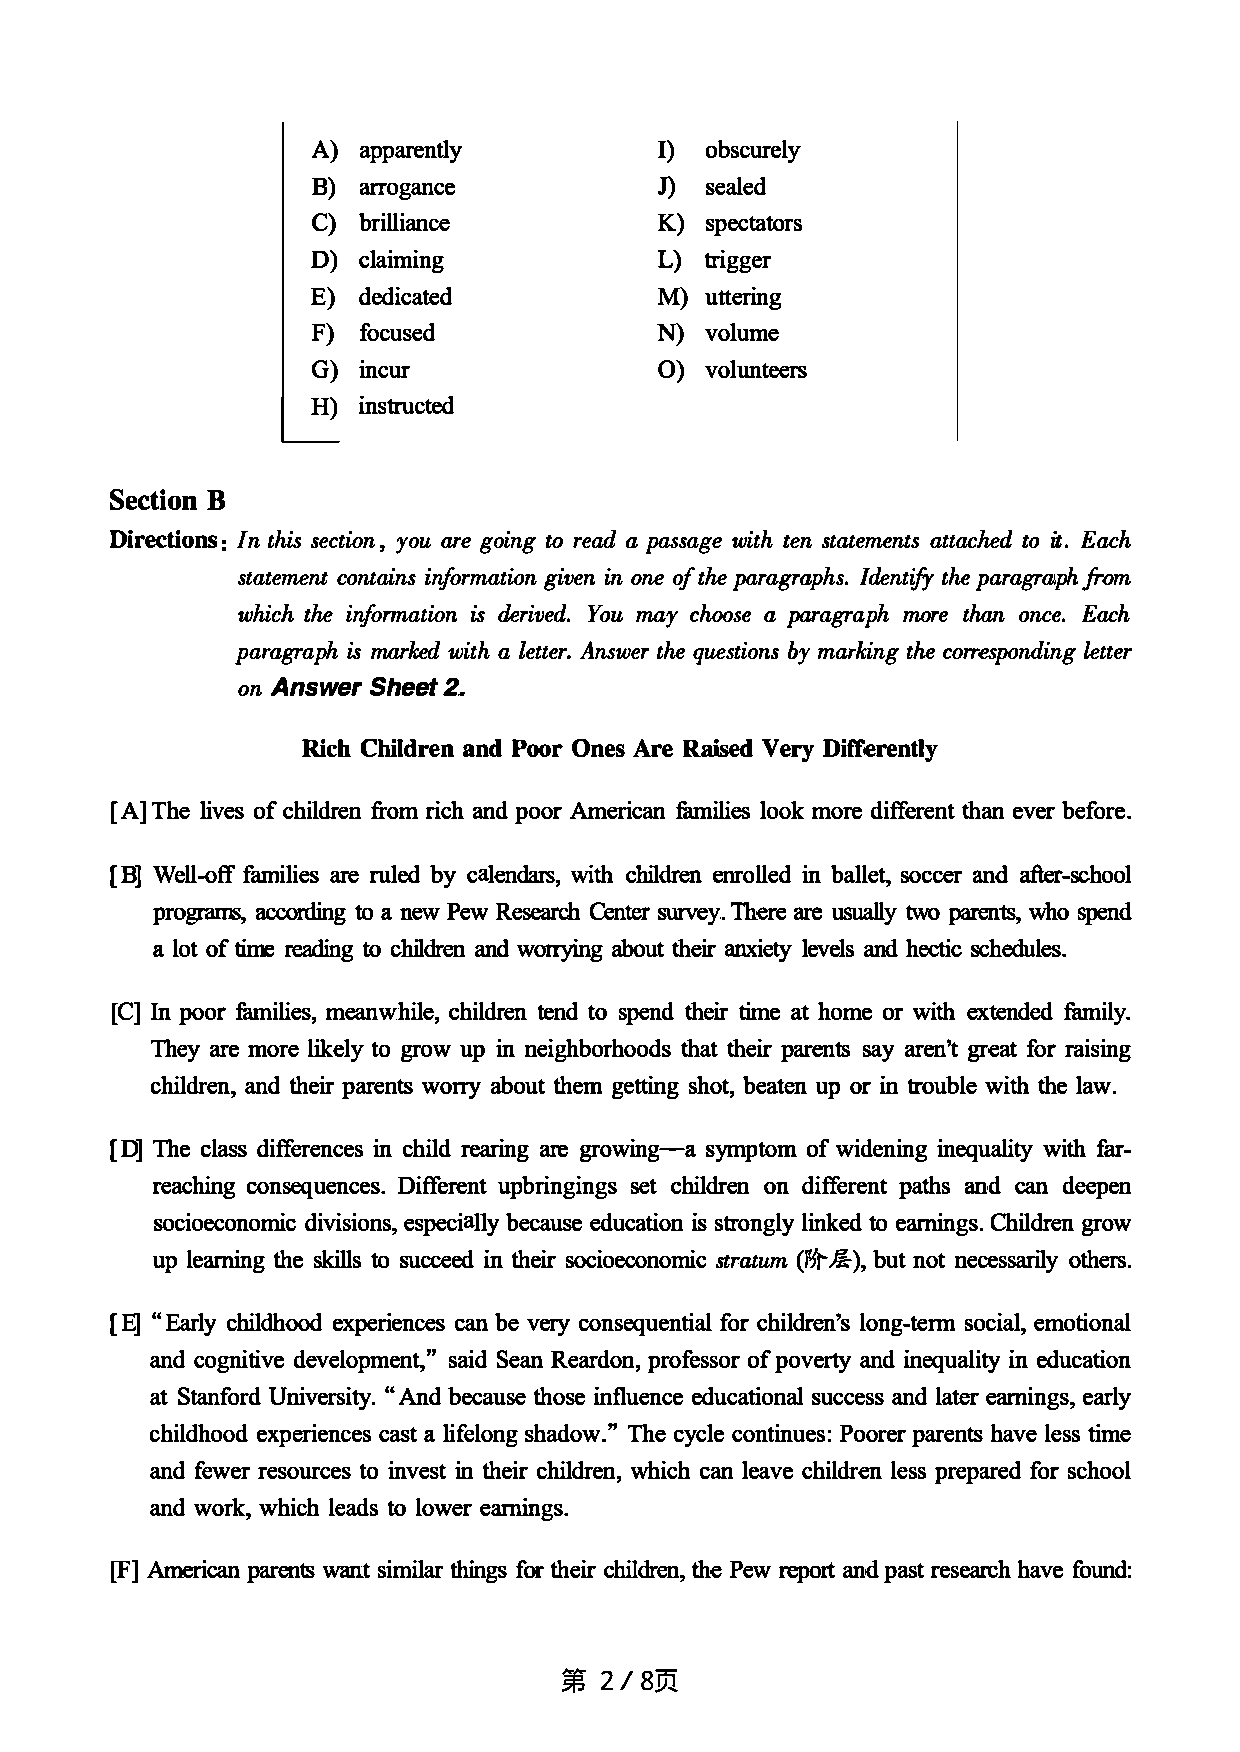 A) apparently I) obscurely
B) arrogance J) sealed
C) brilliance K) spectators
D) claiming L) trigger
E) dedicated M) uttering
F) focused N) volume
G) incur O) volunteers
H) instructed
Section B
Directions: In this section, you are going to read a passage with ten statements attached to it. Each
statement contains information given in one of the paragraphs. Identify the paragraph from
which the information is derived. You may choose a paragraph more than once. Each
paragraph is marked with a letter. Answer the questions by marking the corresponding letter
on Answer Sheet 2.
Rich Children and Poor Ones Are Raised Very Differently
[A] The lives of children from rich and poor American families look more different than ever before.
[B] Well-off families are ruled by calendars, with children enrolled in ballet, soccer and after-school
programs, according to a new Pew Research Center survey. There are usually two parents, who spend
a lot of time reading to children and worrying about their anxiety levels and hectic schedules.
[C] In poor families, meanwhile, children tend to spend their time at home or with extended family.
They are more likely to grow up in neighborhoods that their parents say aren't great for raising
children, and their parents worry about them getting shot, beaten up or in trouble with the law.
[D] The class differences in child rearing are growing—a symptom of widening inequality with far-
reaching consequences. Different upbringings set children on different paths and can deepen
socioeconomic divisions, especially because education is strongly linked to earnings. Children grow
up learning the skills to succeed in their socioeconomic stratum (阶层), but not necessarily others.
[E] "Early childhood experiences can be very consequential for children's long-term social, emotional
and cognitive development," said Sean Reardon, professor of poverty and inequality in education
at Stanford University. "And because those influence educational success and later earnings, early
childhood experiences cast a lifelong shadow." The cycle continues: Poorer parents have less time
and fewer resources to invest in their children, which can leave children less prepared for school
and work, which leads to lower earnings.
[F] American parents want similar things for their children, the Pew report and past research have found:
第 2 / 8页